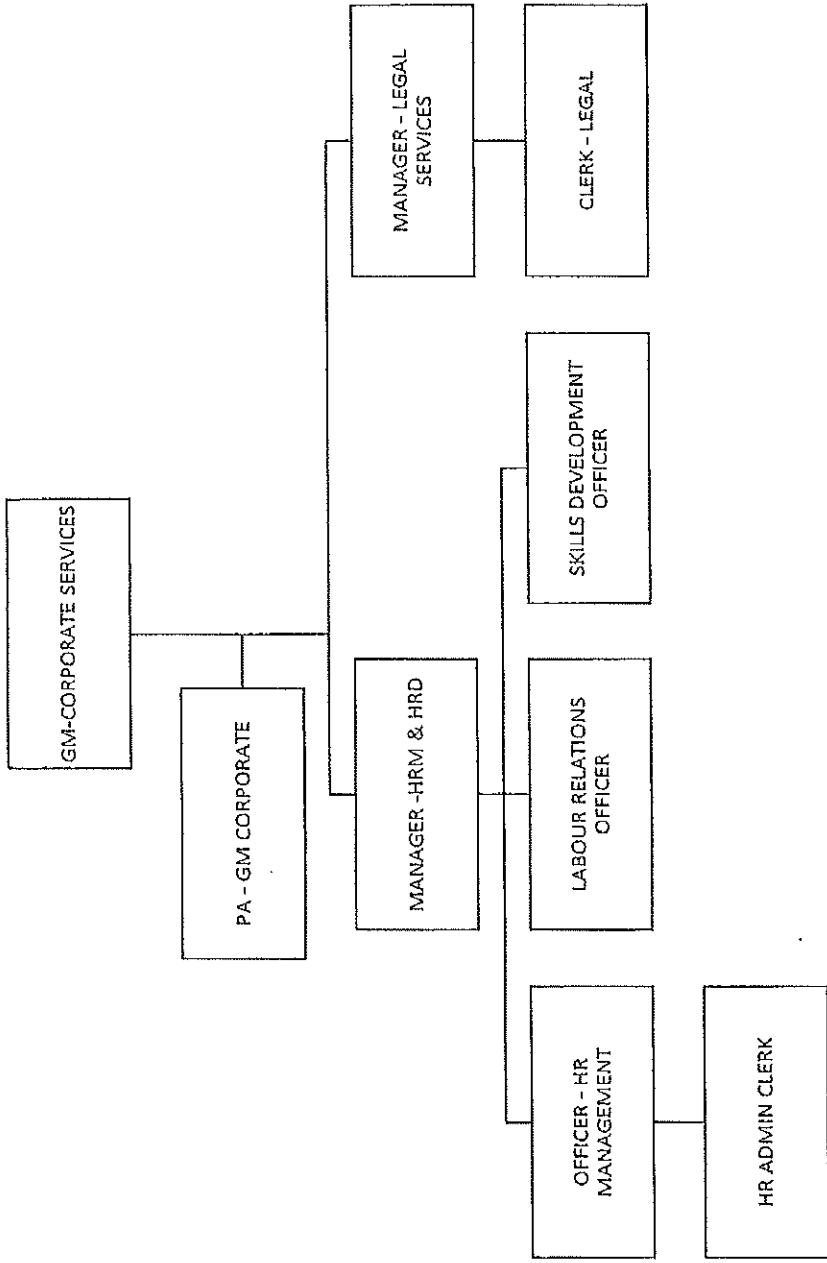 GM-CORPORATE SERVICES
PA - GM CORPORATE
MANAGER -HRM & HRD
MANAGER - LEGAL
SERVICES
OFFICER - HR
MANAGEMENT
LABOUR RELATIONS
OFFICER
SKILLS DEVELOPMENT
OFFICER
CLERK - LEGAL
HR ADMIN CLERK